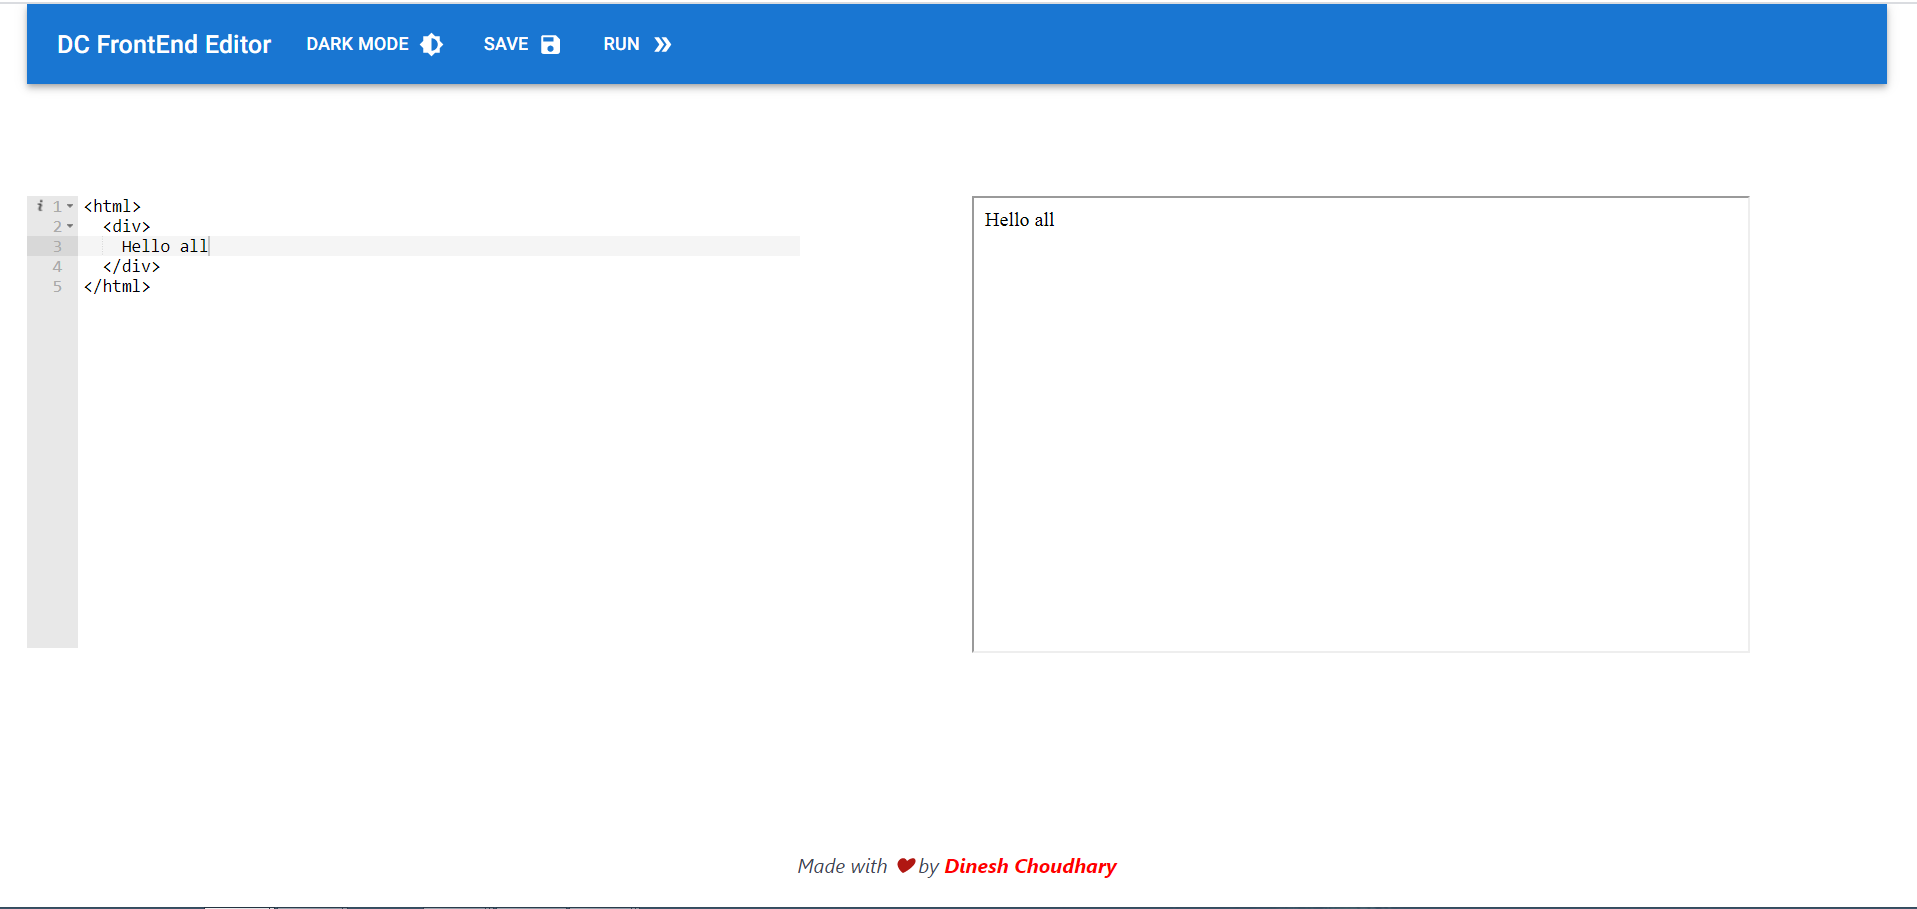 DC FrontEnd Editor DARK MODE SAVE RUN
i 1 <html>
2 <div>
3 Hello all
4 </div>
5 </html>
Hello all
Made with ❤ by Dinesh Choudhary